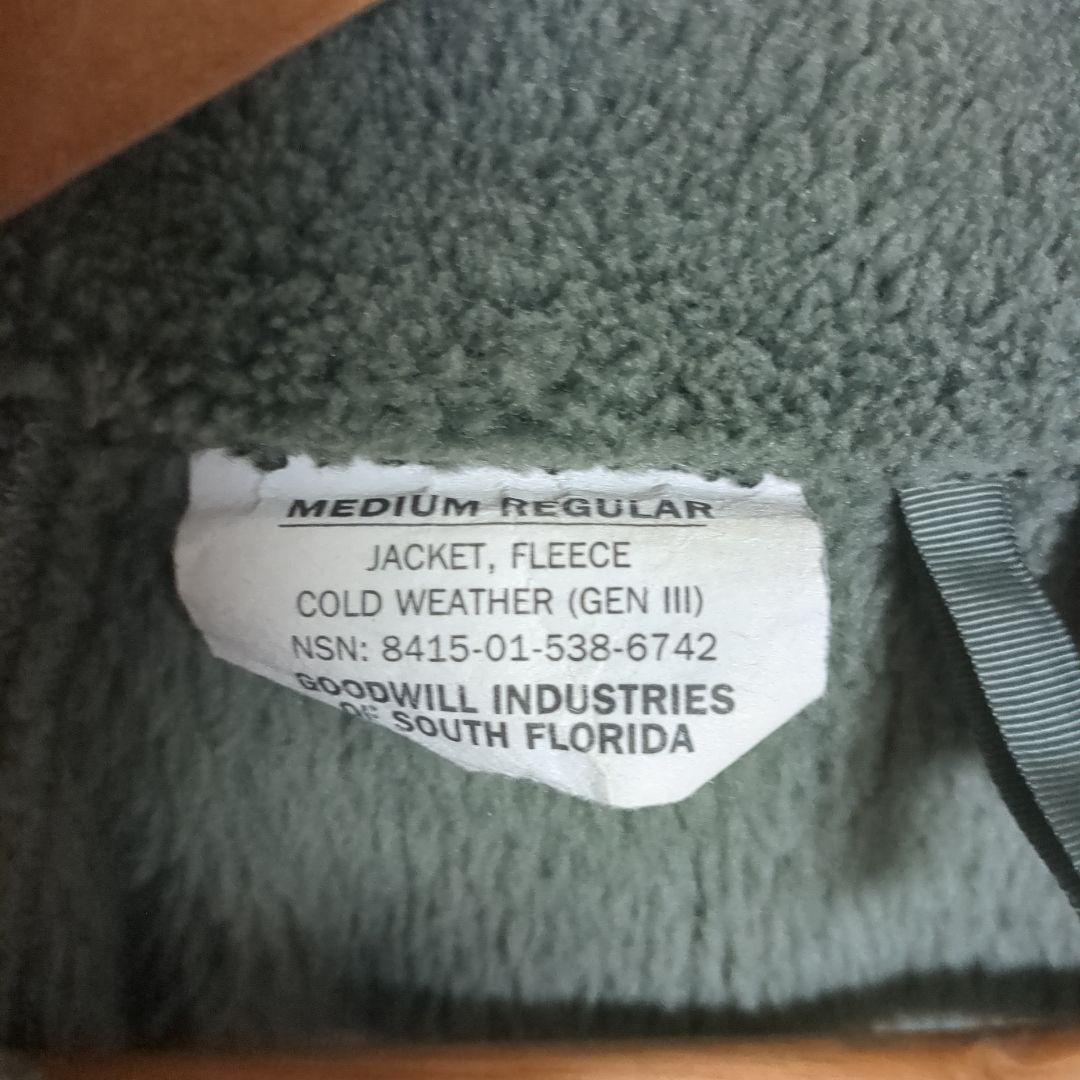 MEDIUM REGULAR
JACKET, FLEECE
COLD WEATHER (GEN III)
NSN: 8415-01-538-6742
GOODWILL INDUSTRIES
OF SOUTH FLORIDA